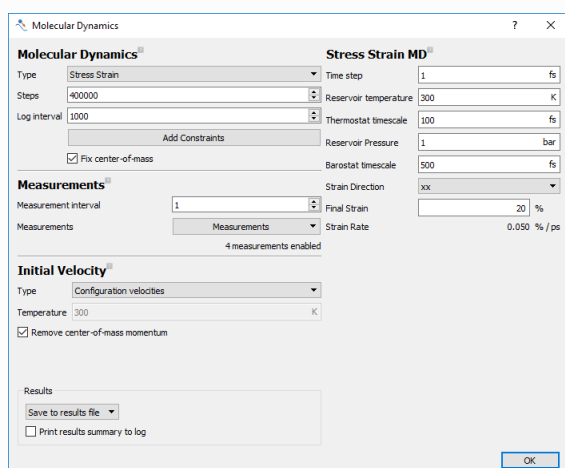 Molecular Dynamics
? ×
Molecular Dynamics
Type Stress Strain
Steps 400000
Log interval 1000
Add Constraints
Fix center-of-mass
Measurements
Measurement interval 1
Measurements Measurements
4 measurements enabled
Initial Velocity
Type Configuration velocities
Temperature 300 K
Remove center-of-mass momentum
Results
Save to results file
Print results summary to log
Stress Strain MD
Time step 1 fs
Reservoir temperature 300 K
Thermostat timescale 100 fs
Reservoir Pressure 1 bar
Barostat timescale 500 fs
Strain Direction xx
Final Strain 20 %
Strain Rate 0.050 % / ps
OK